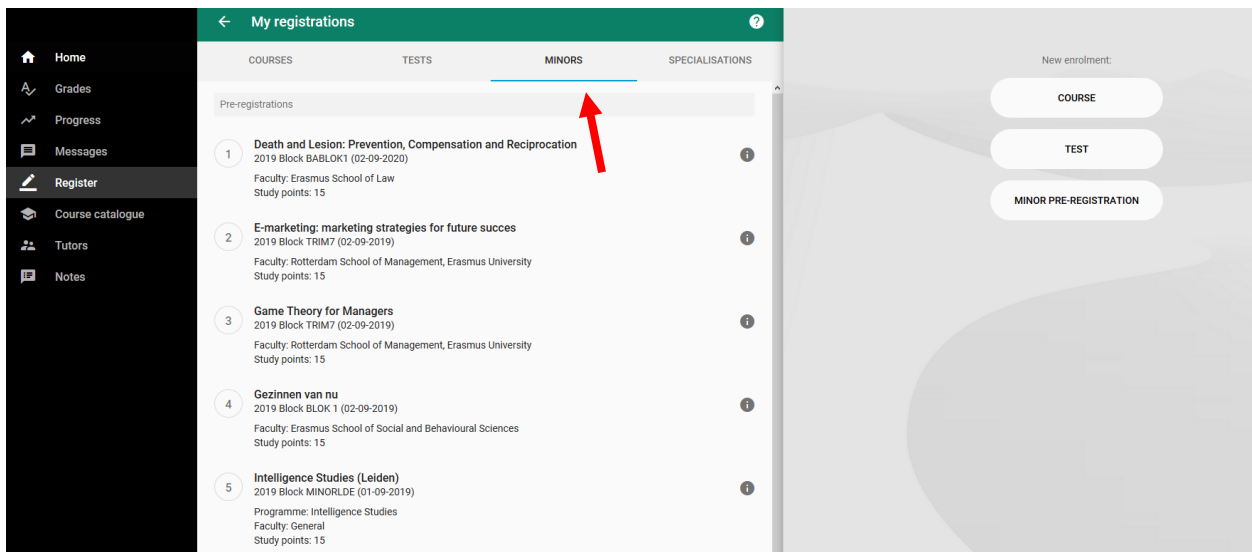 My registrations
?
Home
Grades
Progress
Messages
Register
Course catalogue
Tutors
Notes
COURSES
TESTS
MINORS
SPECIALISATIONS
Pre-registrations
1
Death and Lesion: Prevention, Compensation and Reciprocation
2019 Block BABLOK1 (02-09-2020)
Faculty: Erasmus School of Law
Study points: 15
2
E-marketing: marketing strategies for future succes
2019 Block TRIM7 (02-09-2019)
Faculty: Rotterdam School of Management, Erasmus University
Study points: 15
3
Game Theory for Managers
2019 Block TRIM7 (02-09-2019)
Faculty: Rotterdam School of Management, Erasmus University
Study points: 15
4
Gezinnen van nu
2019 Block BLOK 1 (02-09-2019)
Faculty: Erasmus School of Social and Behavioural Sciences
Study points: 15
5
Intelligence Studies (Leiden)
2019 Block MINORLDE (01-09-2019)
Programme: Intelligence Studies
Faculty: General
Study points: 15
New enrolment:
COURSE
TEST
MINOR PRE-REGISTRATION